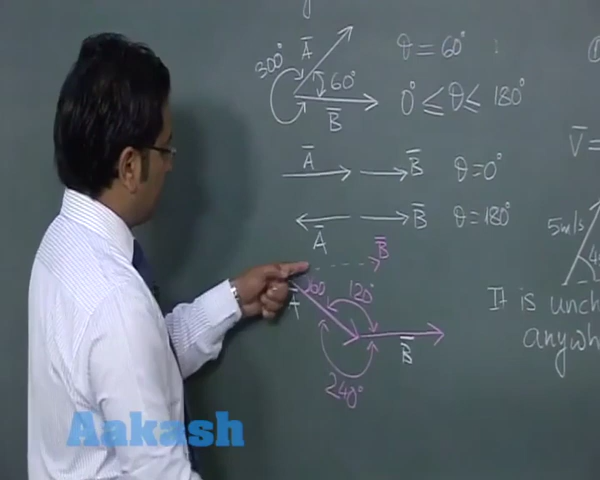 Ā
300°
60°
B̄
θ = 60°
0° ≤ θ ≤ 180°
Ā
B̄
θ = 0°
Ā
B̄
θ = 180°
B̄
60
120°
Ā
B̄
240°
V̄ =
5m/s
It is unch
anywh
Aakash